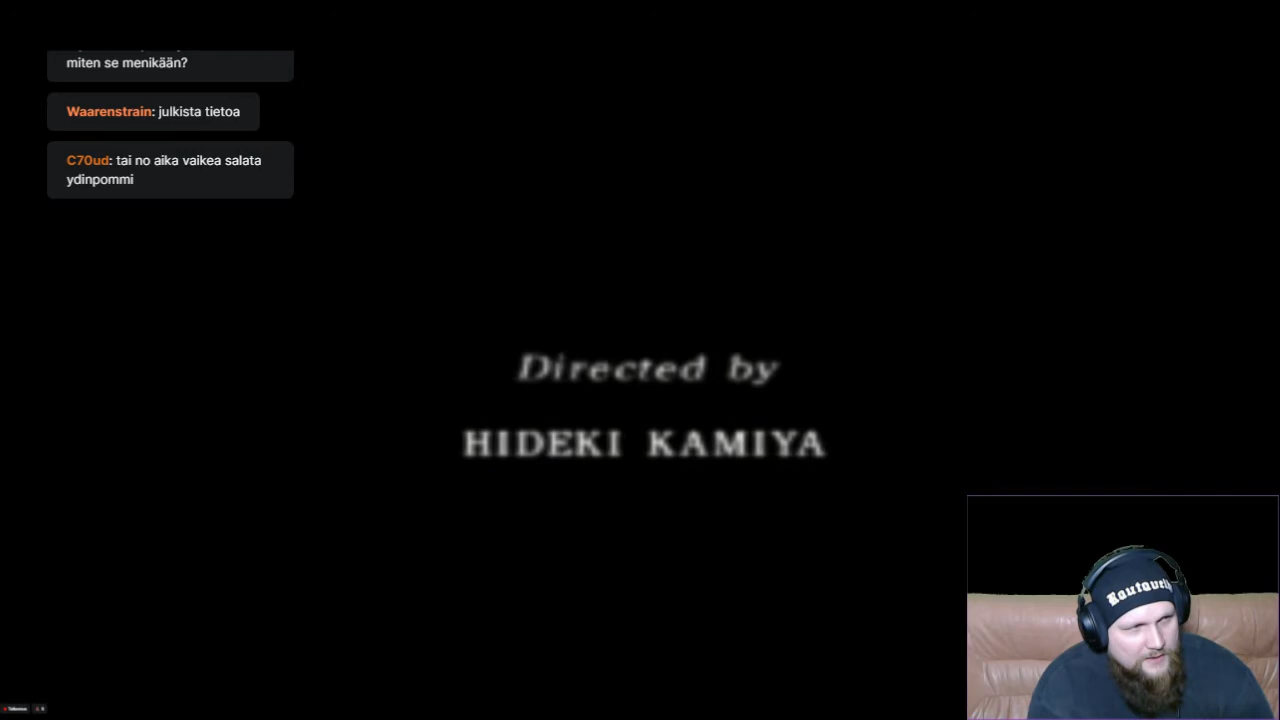 miten se menikään?
Waarenstrain: julkista tietoa
C70ud: tai no aika vaikea salata
ydinpommi
Directed by
HIDEKI KAMIYA